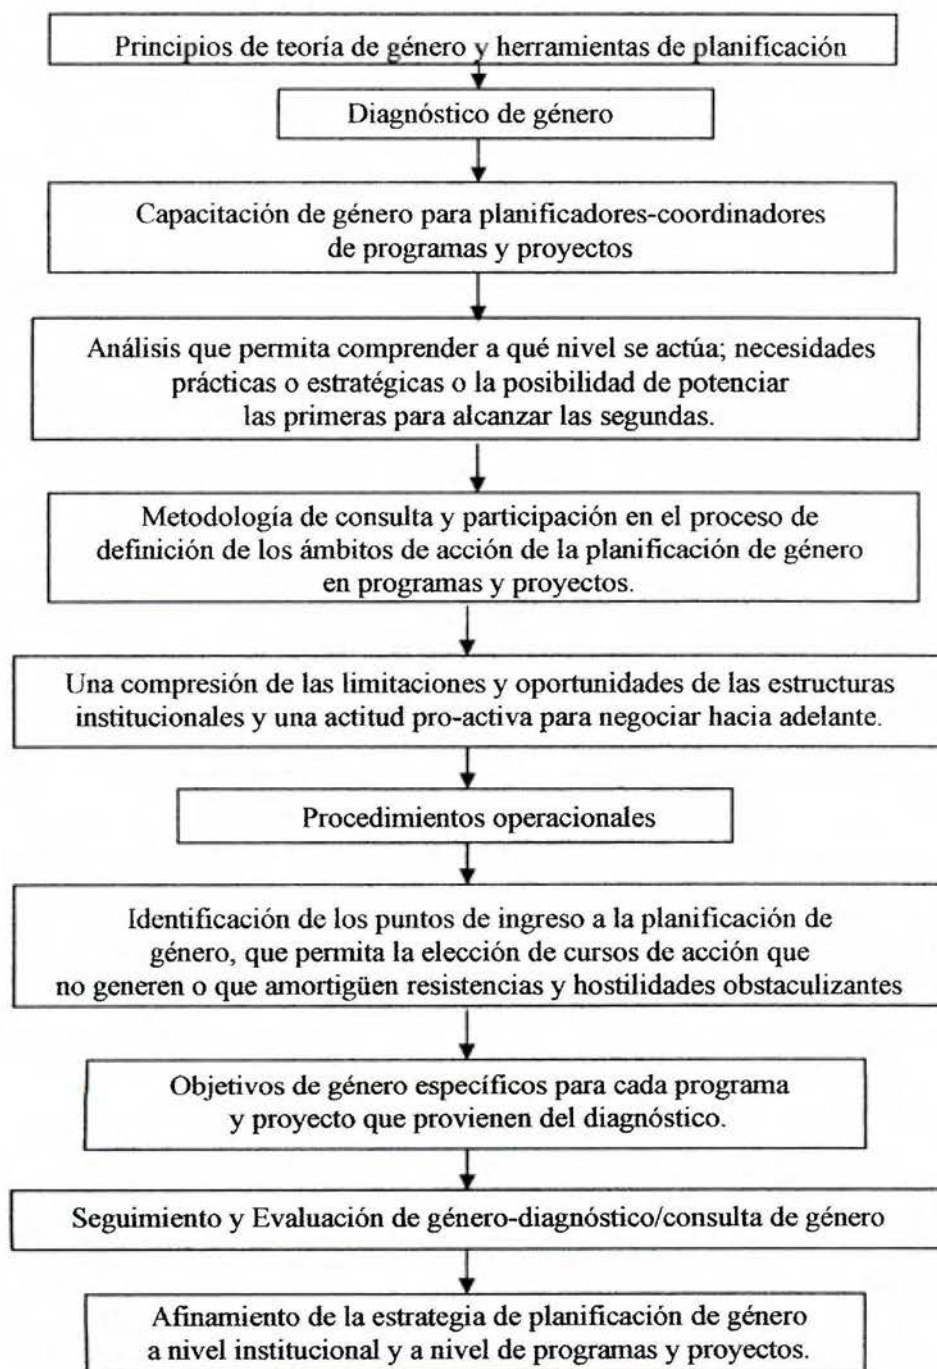 Principios de teoría de género y herramientas de planificación
Diagnóstico de género
Capacitación de género para planificadores-coordinadores
de programas y proyectos
Análisis que permita comprender a qué nivel se actúa; necesidades
prácticas o estratégicas o la posibilidad de potenciar
las primeras para alcanzar las segundas.
Metodología de consulta y participación en el proceso de
definición de los ámbitos de acción de la planificación de género
en programas y proyectos.
Una compresión de las limitaciones y oportunidades de las estructuras
institucionales y una actitud pro-activa para negociar hacia adelante.
Procedimientos operacionales
Identificación de los puntos de ingreso a la planificación de
género, que permita la elección de cursos de acción que
no generen o que amortigüen resistencias y hostilidades obstaculizantes
Objetivos de género específicos para cada programa
y proyecto que provienen del diagnóstico.
Seguimiento y Evaluación de género-diagnóstico/consulta de género
Afinamiento de la estrategia de planificación de género
a nivel institucional y a nivel de programas y proyectos.